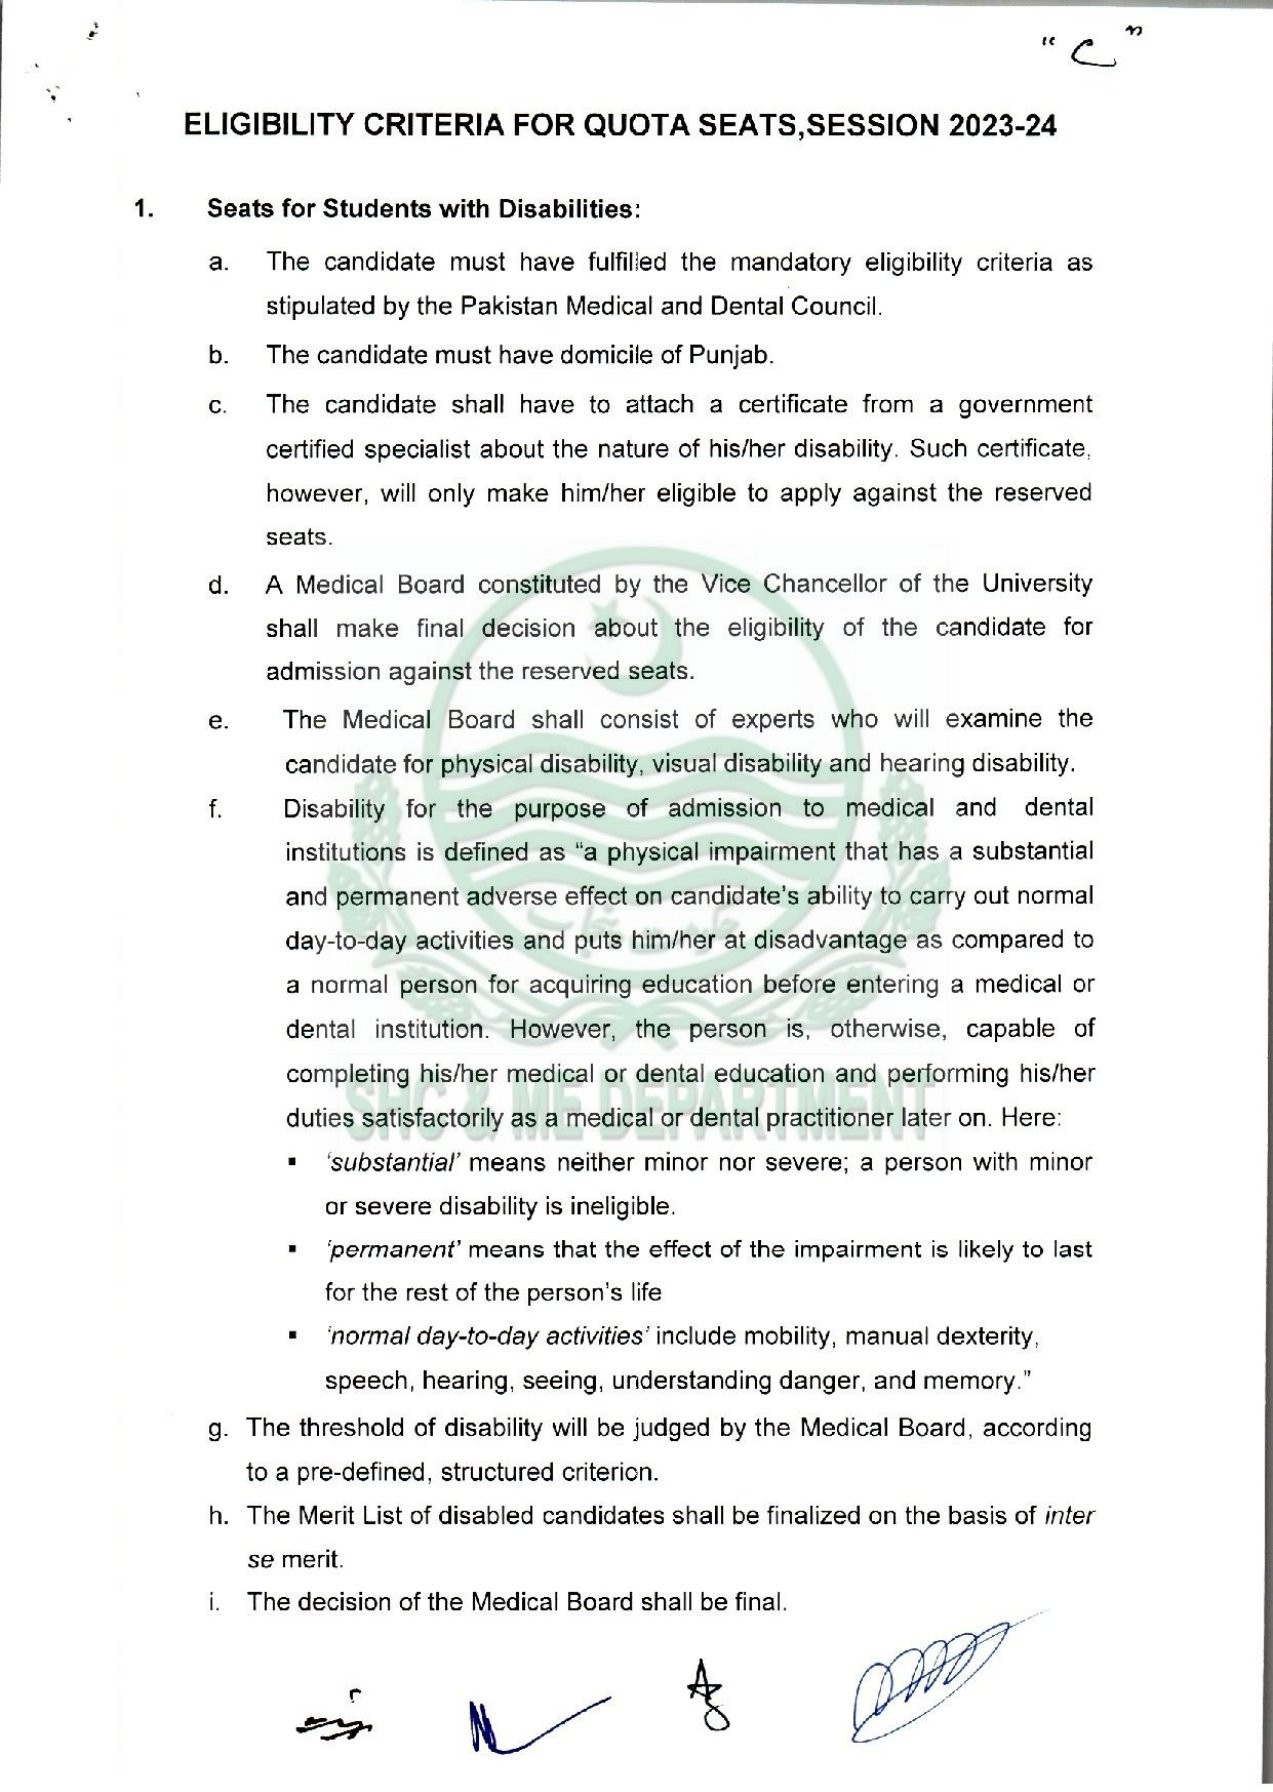 "C"
ELIGIBILITY CRITERIA FOR QUOTA SEATS,SESSION 2023-24
1. Seats for Students with Disabilities:
a. The candidate must have fulfilled the mandatory eligibility criteria as
stipulated by the Pakistan Medical and Dental Council.
b. The candidate must have domicile of Punjab.
c. The candidate shall have to attach a certificate from a government
certified specialist about the nature of his/her disability. Such certificate,
however, will only make him/her eligible to apply against the reserved
seats.
d. A Medical Board constituted by the Vice Chancellor of the University
shall make final decision about the eligibility of the candidate for
admission against the reserved seats.
e. The Medical Board shall consist of experts who will examine the
candidate for physical disability, visual disability and hearing disability.
f. Disability for the purpose of admission to medical and dental
institutions is defined as “a physical impairment that has a substantial
and permanent adverse effect on candidate's ability to carry out normal
day-to-day activities and puts him/her at disadvantage as compared to
a normal person for acquiring education before entering a medical or
dental institution. However, the person is, otherwise, capable of
completing his/her medical or dental education and performing his/her
SHC & ME DEPARTMENT
duties satisfactorily as a medical or dental practitioner later on. Here:
▪ 'substantial' means neither minor nor severe; a person with minor
or severe disability is ineligible.
▪ 'permanent' means that the effect of the impairment is likely to last
for the rest of the person's life
▪ 'normal day-to-day activities' include mobility, manual dexterity,
speech, hearing, seeing, understanding danger, and memory.”
g. The threshold of disability will be judged by the Medical Board, according
to a pre-defined, structured criterion.
h. The Merit List of disabled candidates shall be finalized on the basis of inter
se merit.
i. The decision of the Medical Board shall be final.